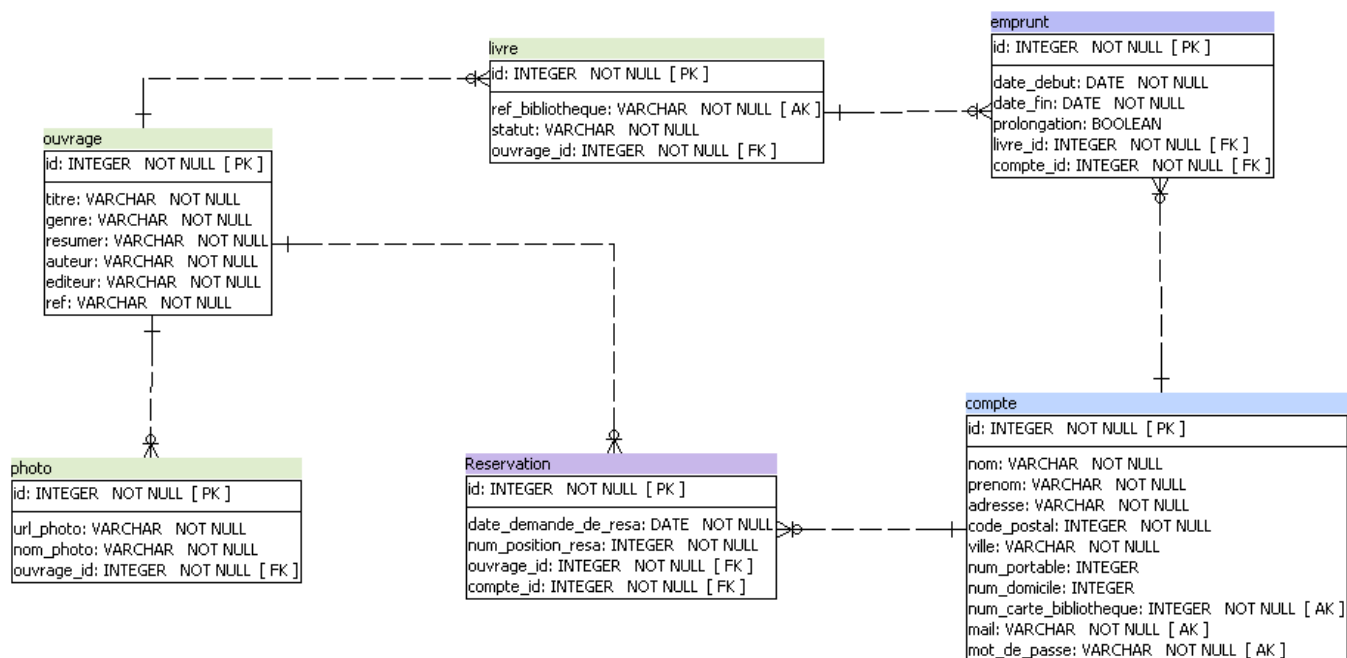 emprunt
id: INTEGER NOT NULL [ PK ]
date_debut: DATE NOT NULL
date_fin: DATE NOT NULL
prolongation: BOOLEAN
livre_id: INTEGER NOT NULL [ FK ]
compte_id: INTEGER NOT NULL [ FK ]
livre
id: INTEGER NOT NULL [ PK ]
ref_bibliotheque: VARCHAR NOT NULL [ AK ]
statut: VARCHAR NOT NULL
ouvrage_id: INTEGER NOT NULL [ FK ]
ouvrage
id: INTEGER NOT NULL [ PK ]
titre: VARCHAR NOT NULL
genre: VARCHAR NOT NULL
resumer: VARCHAR NOT NULL
auteur: VARCHAR NOT NULL
editeur: VARCHAR NOT NULL
ref: VARCHAR NOT NULL
photo
id: INTEGER NOT NULL [ PK ]
url_photo: VARCHAR NOT NULL
nom_photo: VARCHAR NOT NULL
ouvrage_id: INTEGER NOT NULL [ FK ]
Reservation
id: INTEGER NOT NULL [ PK ]
date_demande_de_resa: DATE NOT NULL
num_position_resa: INTEGER NOT NULL
ouvrage_id: INTEGER NOT NULL [ FK ]
compte_id: INTEGER NOT NULL [ FK ]
compte
id: INTEGER NOT NULL [ PK ]
nom: VARCHAR NOT NULL
prenom: VARCHAR NOT NULL
adresse: VARCHAR NOT NULL
code_postal: INTEGER NOT NULL
ville: VARCHAR NOT NULL
num_portable: INTEGER
num_domicile: INTEGER
num_carte_bibliotheque: INTEGER NOT NULL [ AK ]
mail: VARCHAR NOT NULL [ AK ]
mot_de_passe: VARCHAR NOT NULL [ AK ]